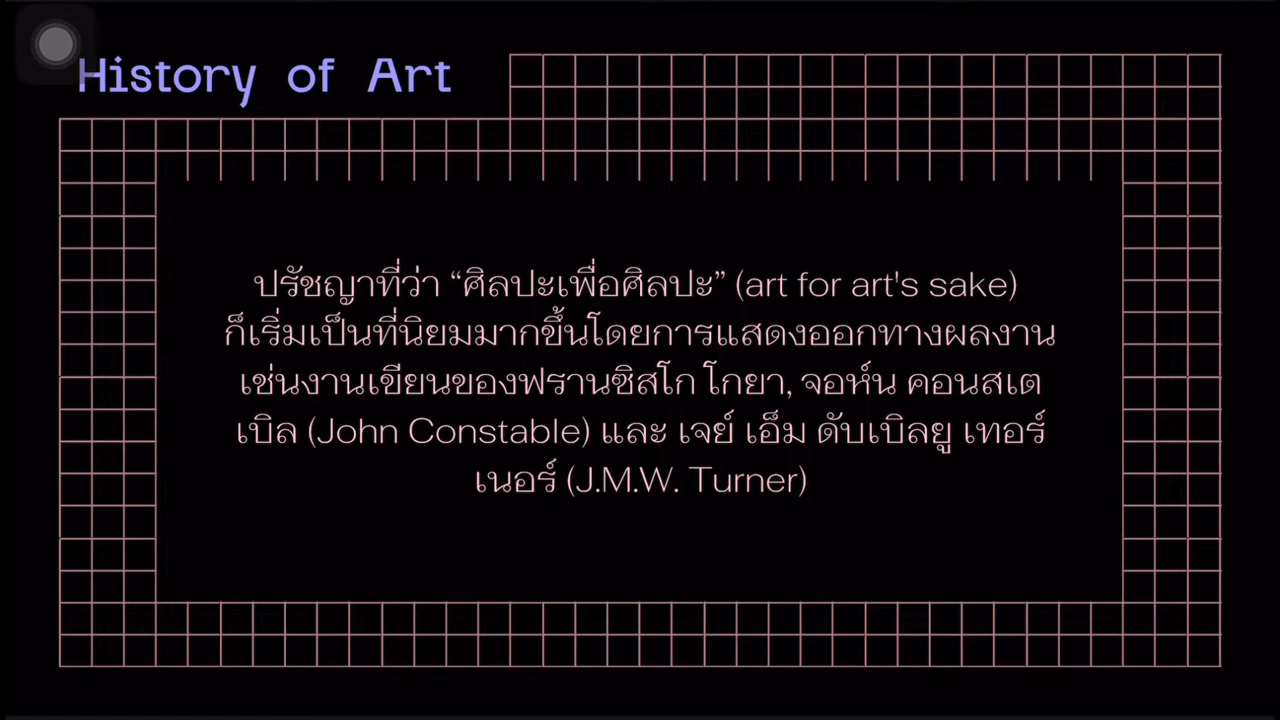 History of Art
ปรัชญาที่ว่า “ศิลปะเพื่อศิลปะ” (art for art's sake)
ก็เริ่มเป็นที่นิยมมากขึ้นโดยการแสดงออกทางผลงาน
เช่นงานเขียนของฟรานซิสโก โกยา, จอห์น คอนสเต
เบิล (John Constable) และ เจย์ เอ็ม ดับเบิลยู เทอร์
เนอร์ (J.M.W. Turner)